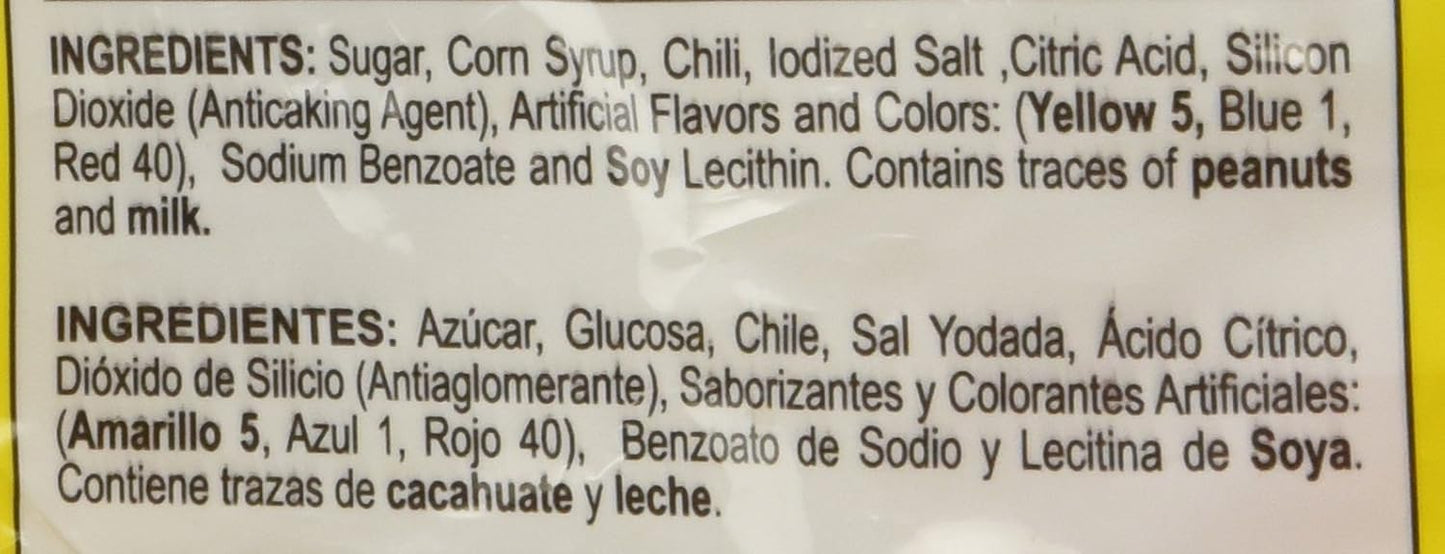 INGREDIENTS: Sugar, Corn Syrup, Chili, Iodized Salt ,Citric Acid, Silicon
Dioxide (Anticaking Agent), Artificial Flavors and Colors: (Yellow 5, Blue 1,
Red 40), Sodium Benzoate and Soy Lecithin. Contains traces of peanuts
and milk.
INGREDIENTES: Azúcar, Glucosa, Chile, Sal Yodada, Ácido Cítrico,
Dióxido de Silicio (Antiaglomerante), Saborizantes y Colorantes Artificiales:
(Amarillo 5, Azul 1, Rojo 40), Benzoato de Sodio y Lecitina de Soya.
Contiene trazas de cacahuate y leche.